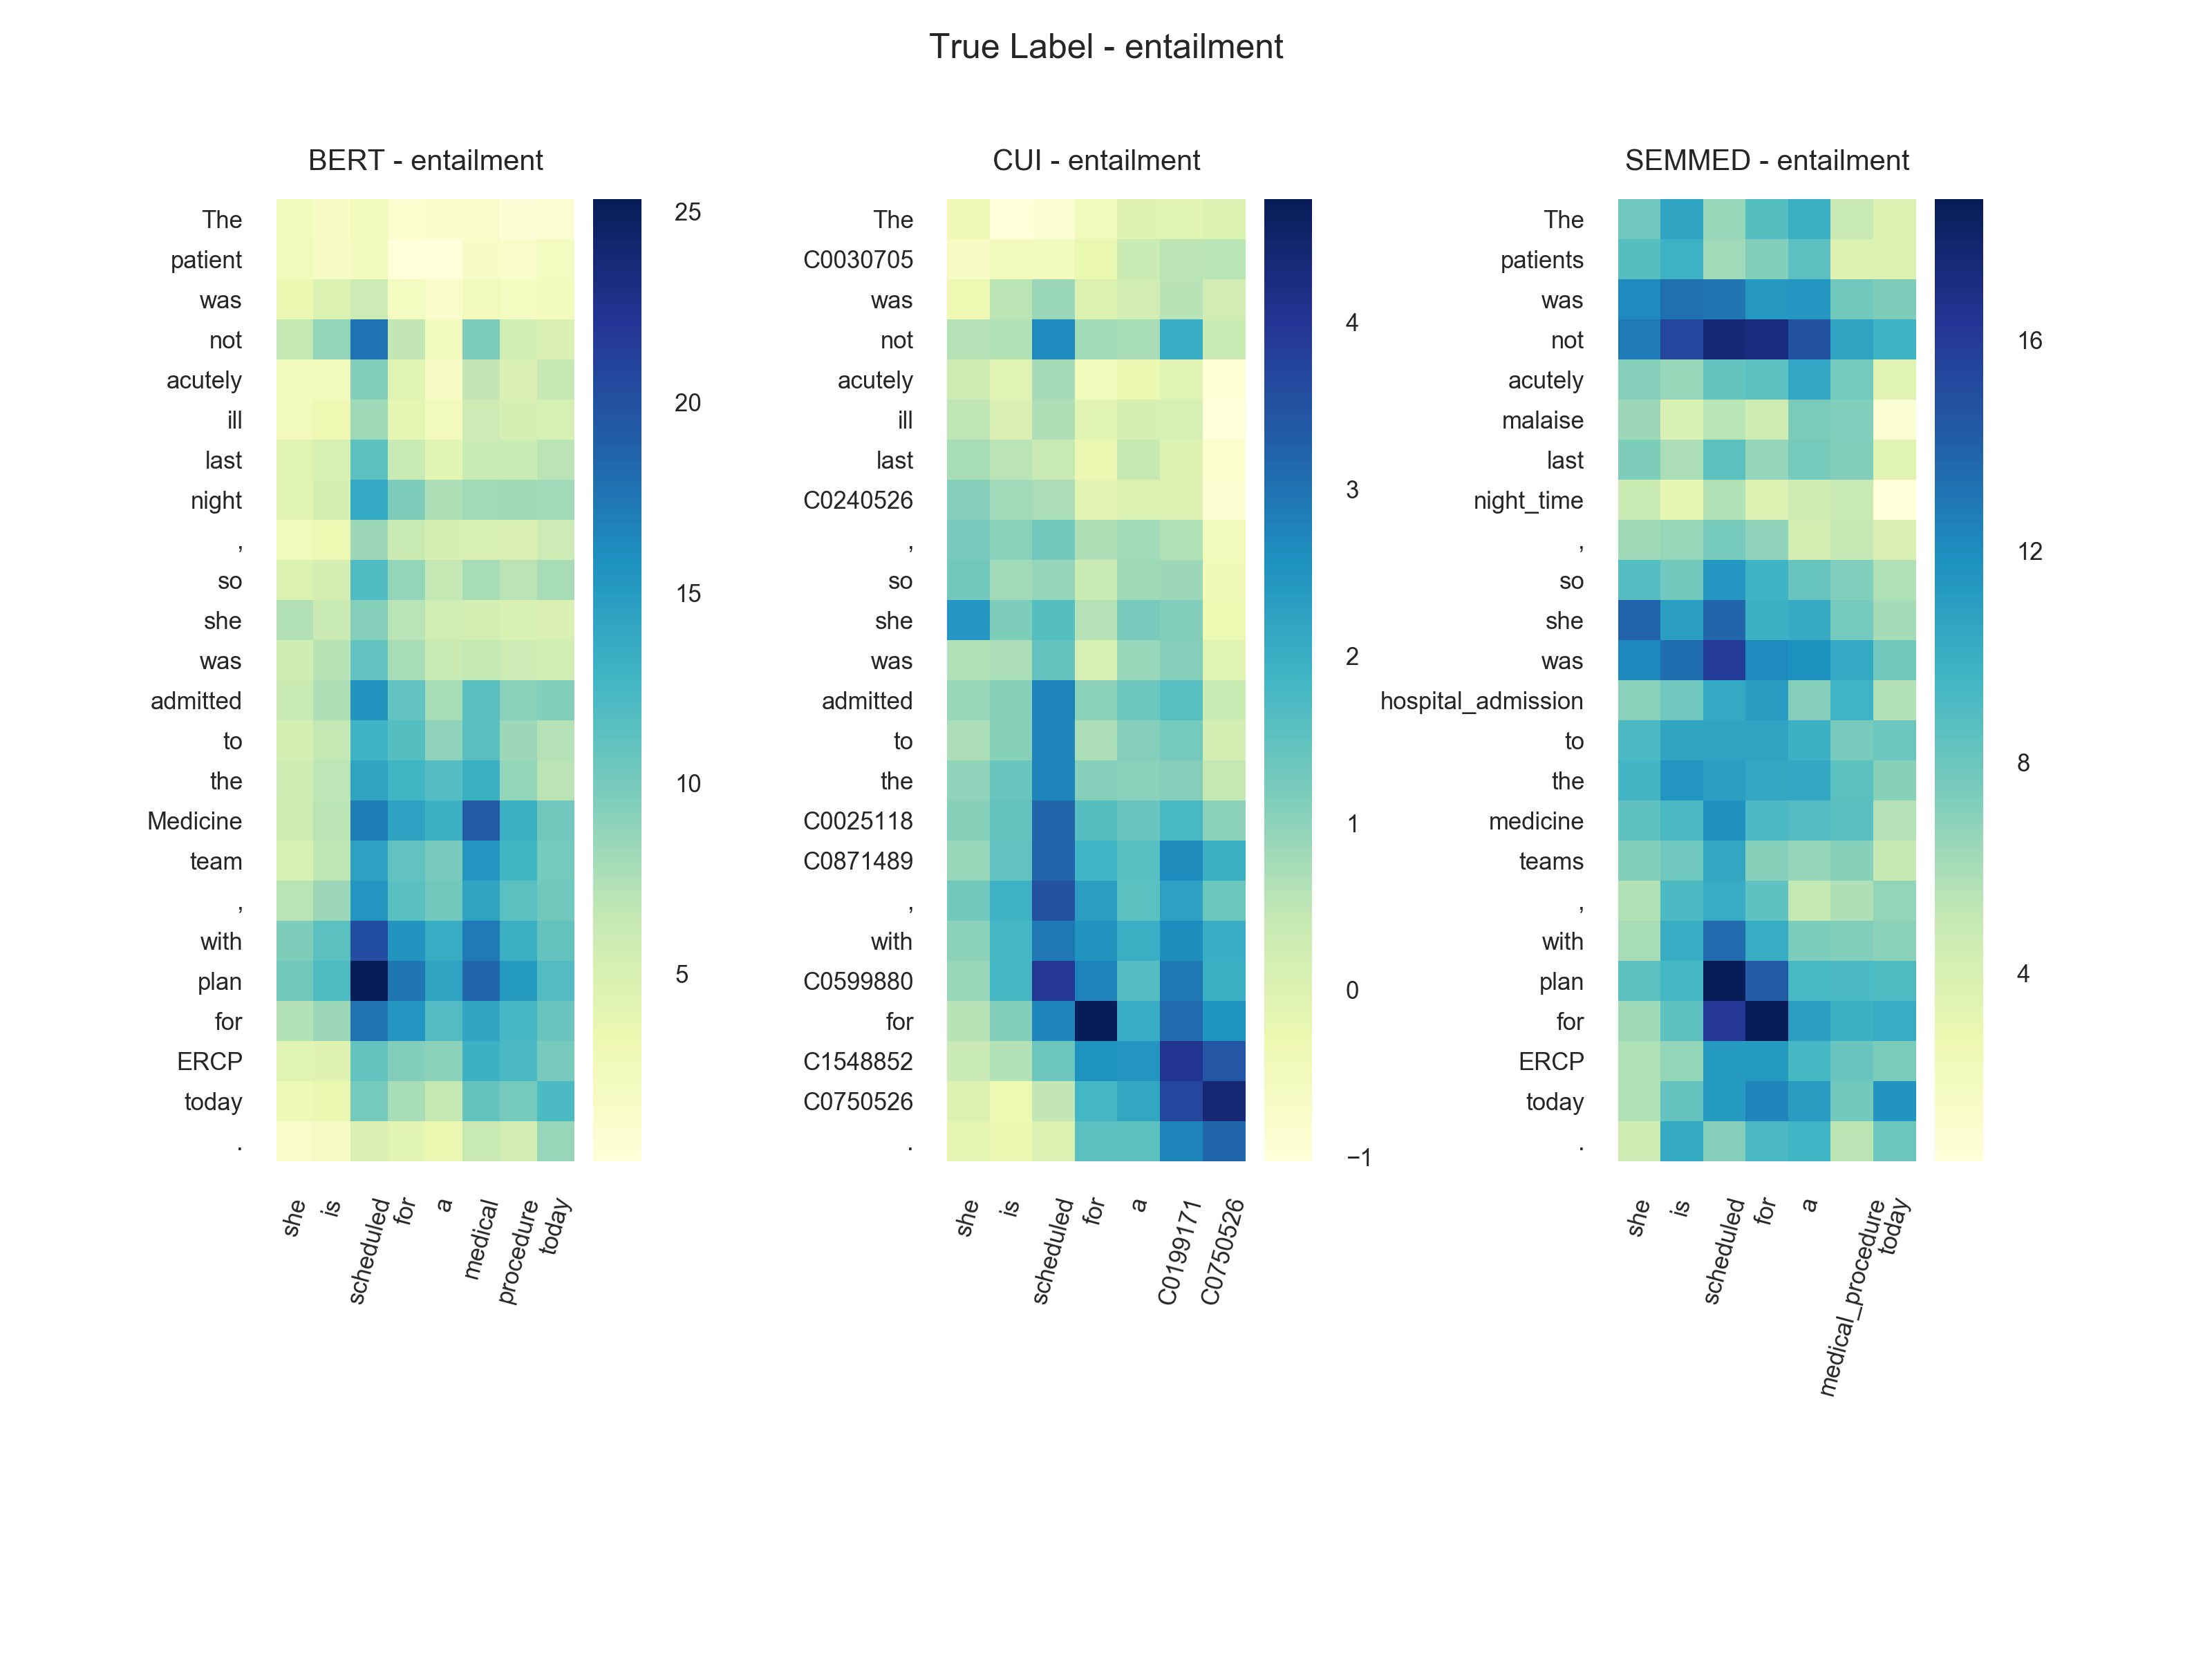 True Label - entailment
BERT - entailment
The
patient
was
not
acutely
ill
last
night
,
so
she
was
admitted
to
the
Medicine
team
,
with
plan
for
ERCP
today
.
she
is
scheduled
for
a
medical
procedure
today
25
20
15
10
5
CUI - entailment
The
C0030705
was
not
acutely
ill
last
C0240526
,
so
she
was
admitted
to
the
C0025118
C0871489
,
with
C0599880
for
C1548852
C0750526
.
she
is
scheduled
for
a
C0199171
C0750526
4
3
2
1
0
−1
SEMMED - entailment
The
patients
was
not
acutely
malaise
last
night_time
,
so
she
was
hospital_admission
to
the
medicine
teams
,
with
plan
for
ERCP
today
.
she
is
scheduled
for
a
medical_procedure
today
16
12
8
4